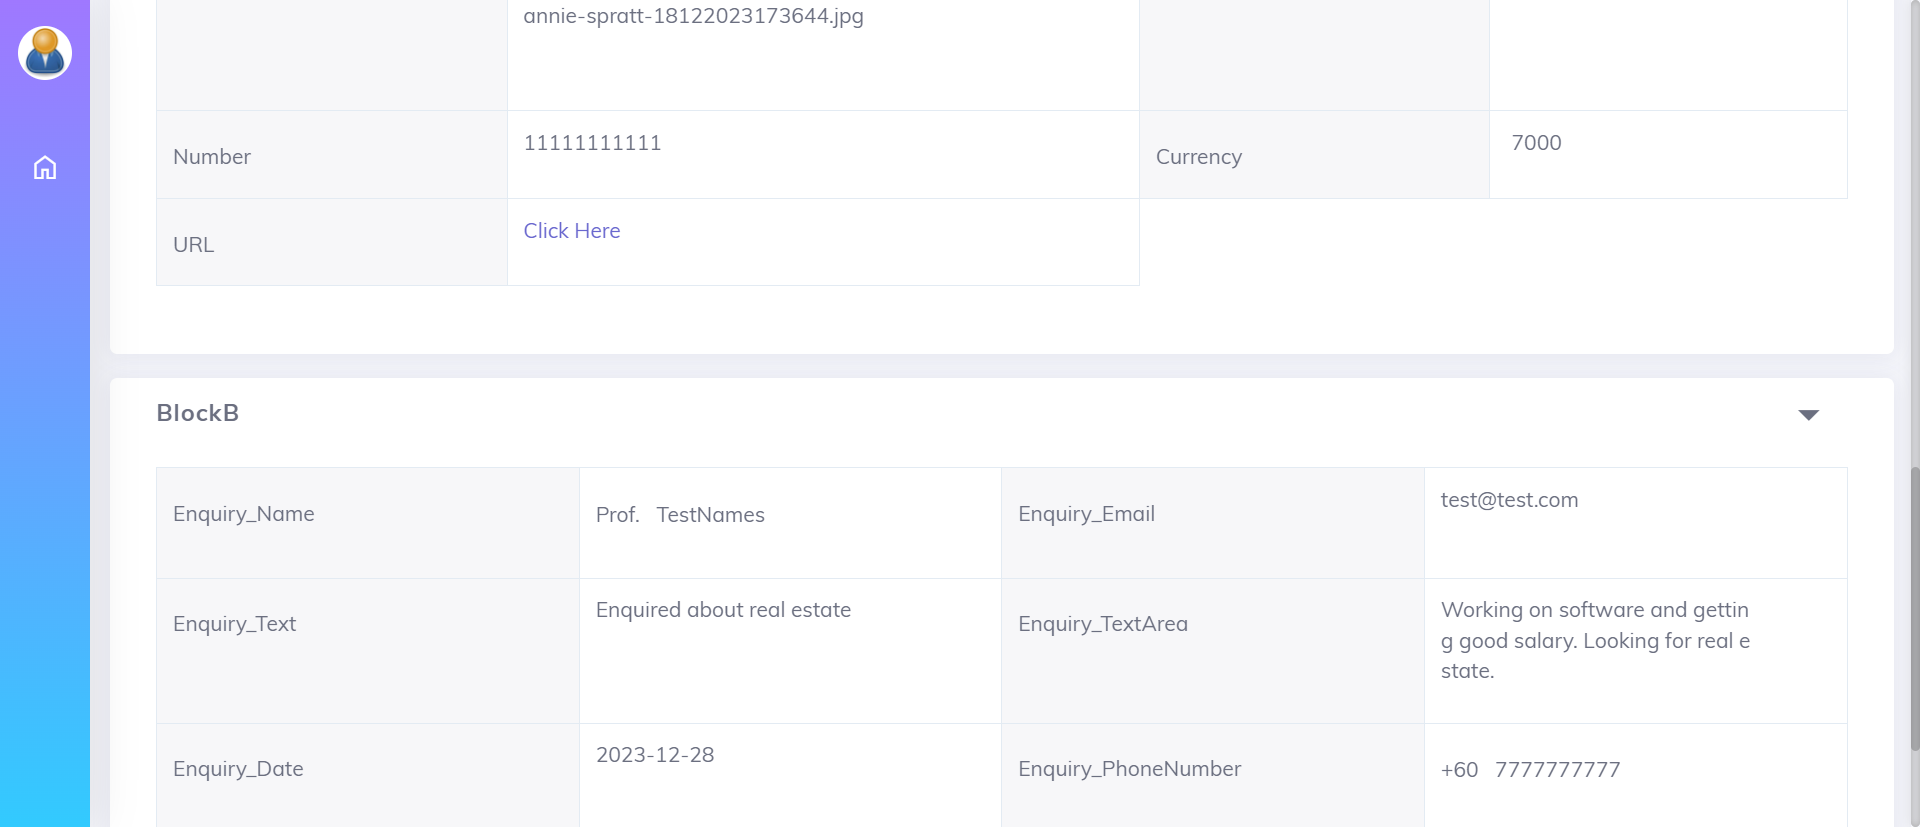 annie-spratt-18122023173644.jpg
Number
11111111111
Currency
7000
URL
Click Here
BlockB
Enquiry_Name
Prof. TestNames
Enquiry_Email
test@test.com
Enquiry_Text
Enquired about real estate
Enquiry_TextArea
Working on software and gettin
g good salary. Looking for real e
state.
Enquiry_Date
2023-12-28
Enquiry_PhoneNumber
+60 7777777777